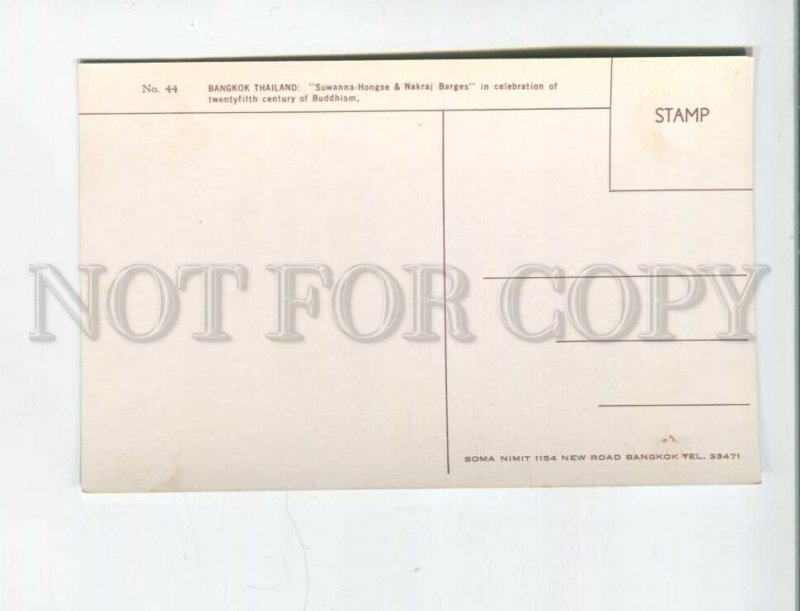 No. 44 BANGKOK THAILAND: "Suwanna-Hongse & Nakraj Barges" in celebration of
twentyfifth century of Buddhism,
STAMP
NOT FOR COPY
SOMA NIMIT 1154 NEW ROAD BANGKOK TEL. 33471